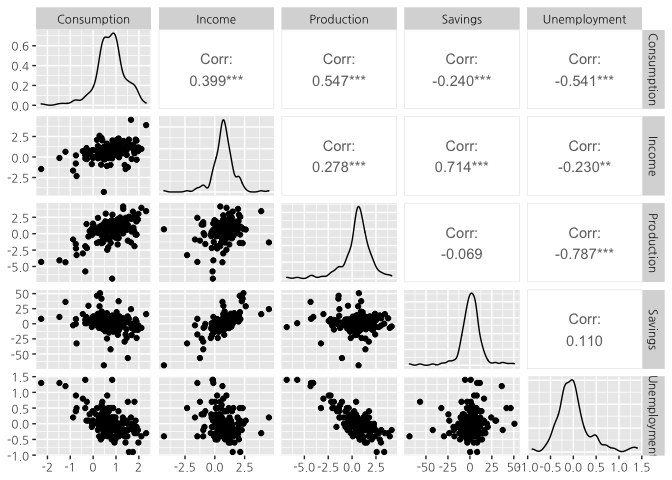 Consumption Income Production Savings Unemployment
0.6 Corr: Corr: Corr: Corr: Consumption
0.4
0.2 0.399*** 0.547*** -0.240*** -0.541***
0.0
2.5 Corr: Corr: Corr: Income
0.0
-2.5 0.278*** 0.714*** -0.230**
2.5 Corr: Corr: Production
0.0
-2.5 -0.069 -0.787***
-5.0
50 Corr: Savings
25
0
-25 0.110
-50
1.5 Unemployment
1.0
0.5
0.0
-0.5
-1.0
-2 -1 0 1 2 -2.5 0.0 2.5 -5.0 -2.5 0.0 2.5 -50 -25 0 25 50 -1.0 -0.5 0.0 0.5 1.0 1.5